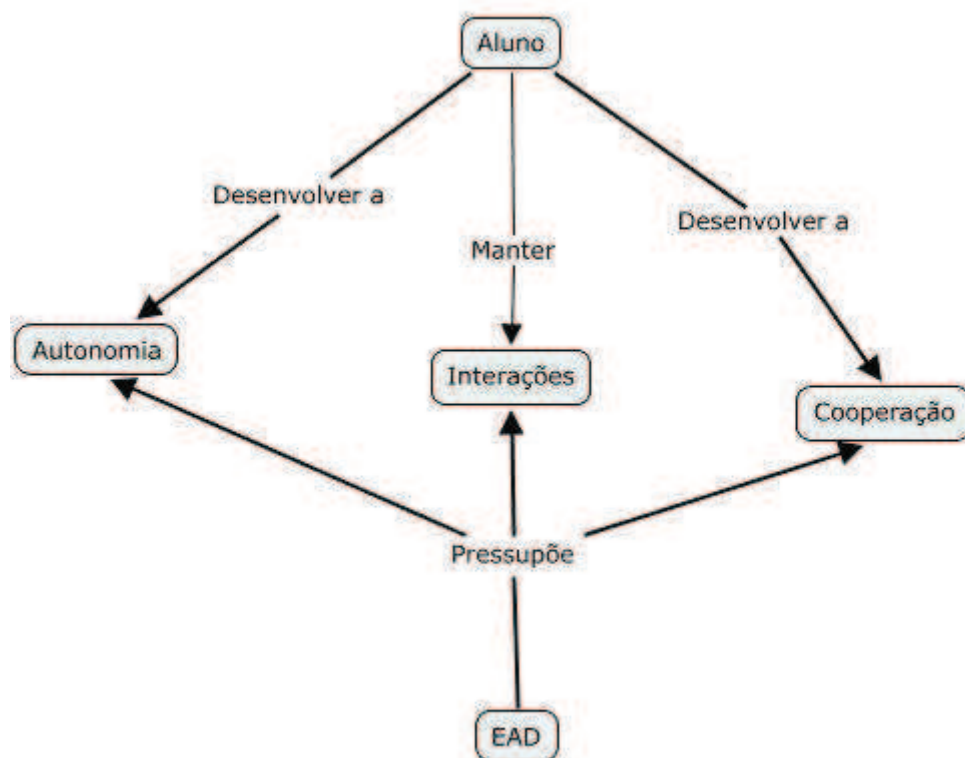 Aluno
Desenvolver a
Desenvolver a
Manter
Autonomia
Interações
Cooperação
Pressupõe
EAD